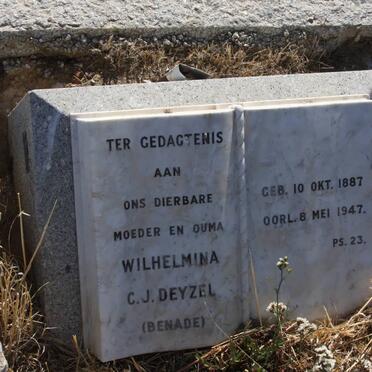 TER GEDAGTENIS
AAN
ONS DIERBARE
MOEDER EN OUMA
WILHELMINA
C.J. DEYZEL
(BENADE)
GEB. 10 OKT. 1887
OORL. 8 MEI 1947.
PS. 23.